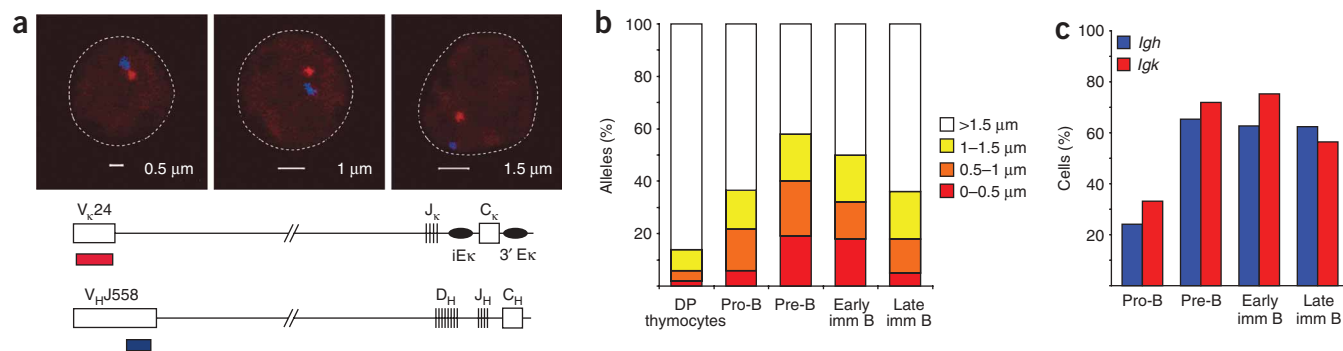 a
0.5 μm
1 μm
1.5 μm
Vκ24
Jκ
Cκ
iEκ
3′ Eκ
VHJ558
DH
JH
CH
b
Alleles (%)
100
80
60
40
20
DP thymocytes
Pro-B
Pre-B
Early imm B
Late imm B
>1.5 μm
1–1.5 μm
0.5–1 μm
0–0.5 μm
c
Igh
Igk
Cells (%)
100
80
60
40
20
0
Pro-B
Pre-B
Early imm B
Late imm B